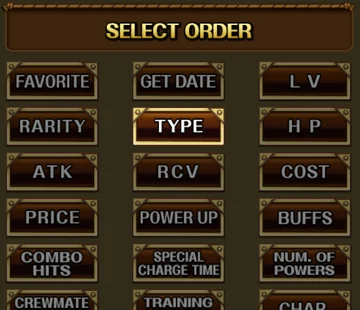 SELECT ORDER
FAVORITE GET DATE L V
RARITY TYPE H P
ATK RCV COST
PRICE POWER UP BUFFS
COMBO HITS SPECIAL CHARGE TIME NUM. OF POWERS
CREWMATE TRAINING CHAR.